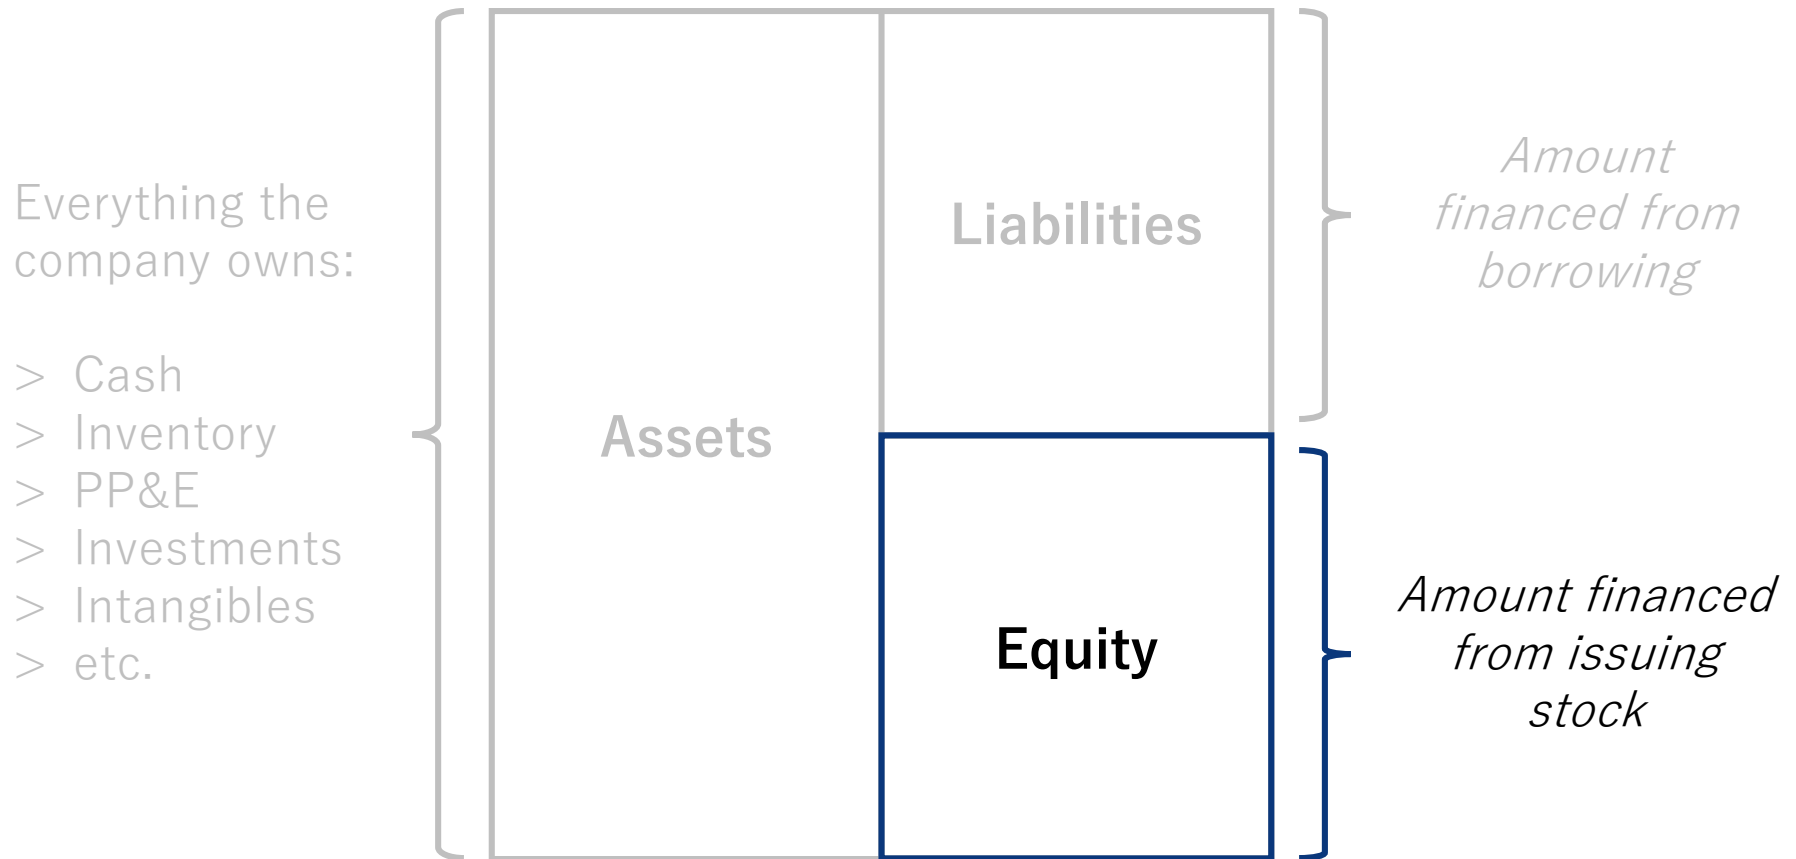 Everything the
company owns:
> Cash
> Inventory
> PP&E
> Investments
> Intangibles
> etc.
Assets
Liabilities
Equity
Amount
financed from
borrowing
Amount financed
from issuing
stock